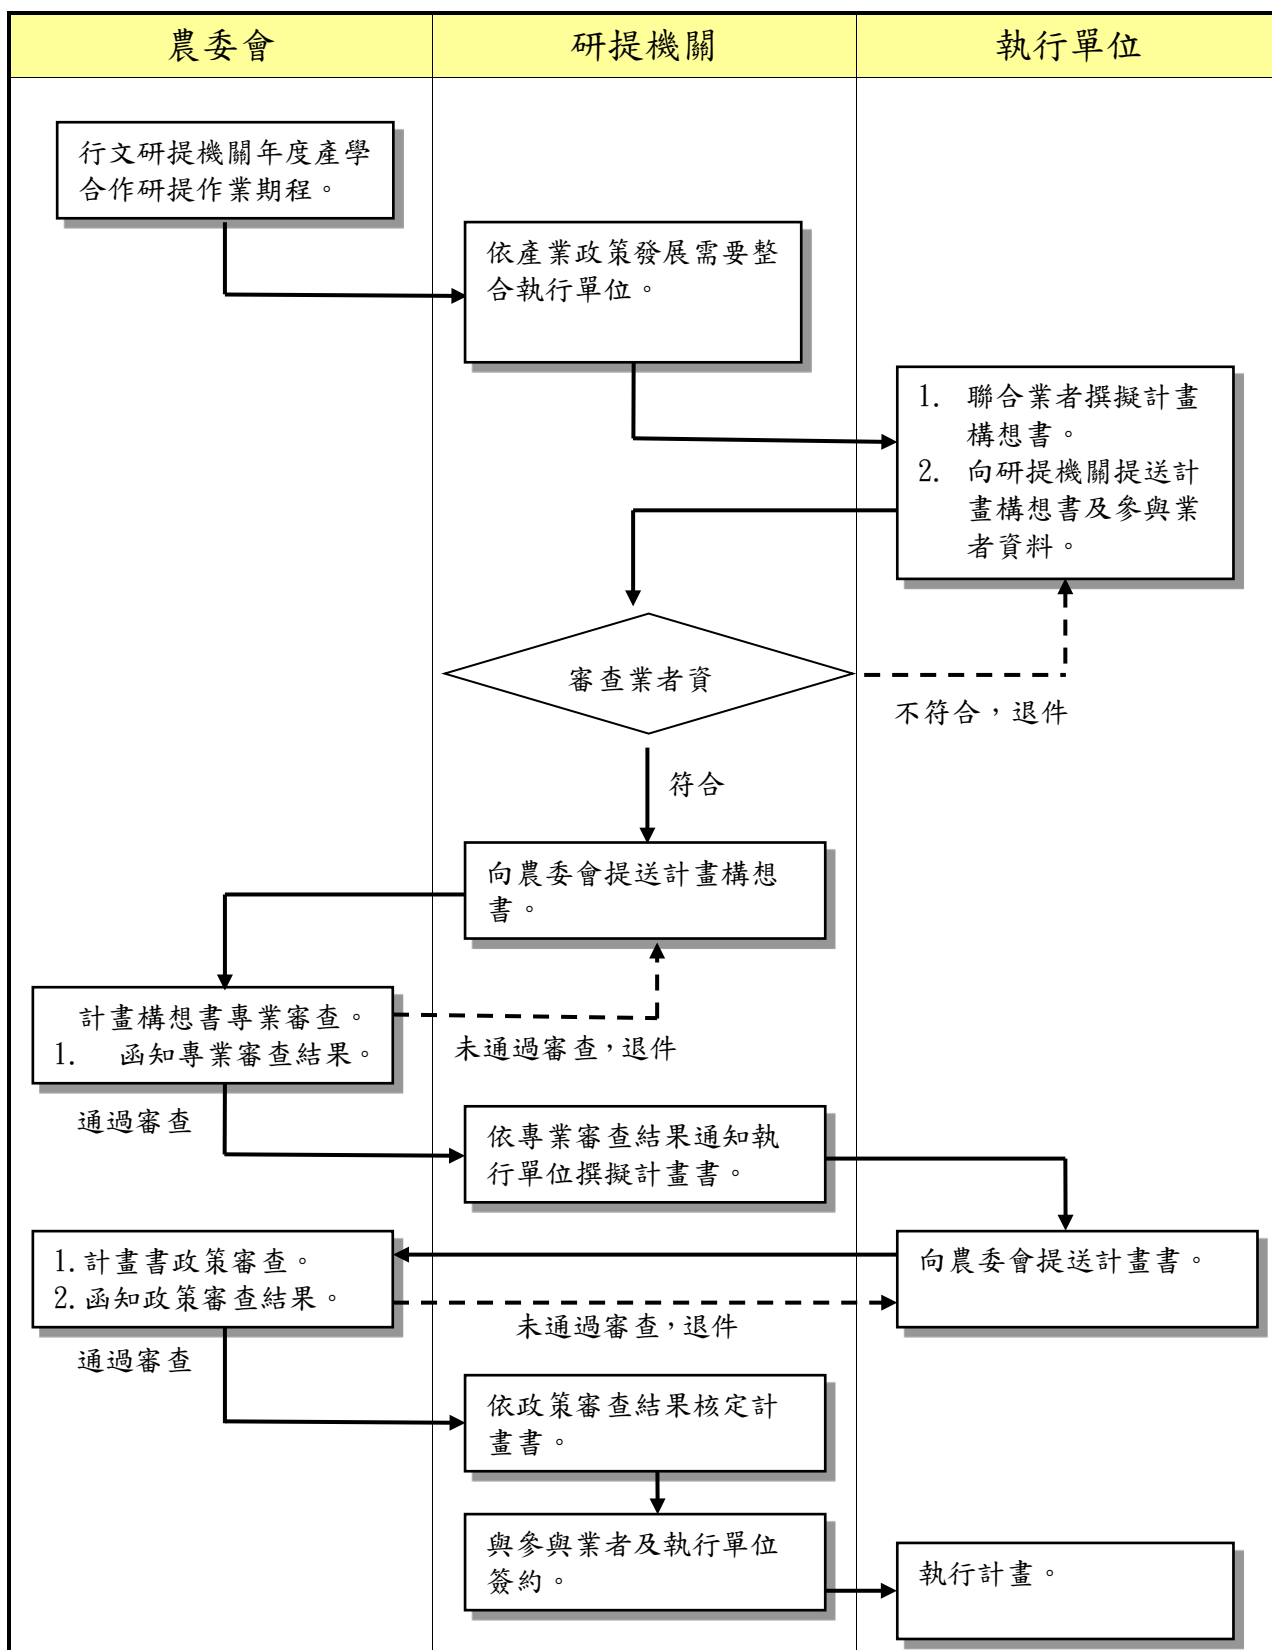 農委會
研提機關
執行單位
行文研提機關年度產學
合作研提作業期程。
依產業政策發展需要整
合執行單位。
1. 聯合業者撰擬計畫
構想書。
2. 向研提機關提送計
畫構想書及參與業
者資料。
審查業者資
不符合，退件
符合
向農委會提送計畫構想
書。
計畫構想書專業審查。
1. 函知專業審查結果。
未通過審查，退件
通過審查
依專業審查結果通知執
行單位撰擬計畫書。
1.計畫書政策審查。
2.函知政策審查結果。
向農委會提送計畫書。
未通過審查，退件
通過審查
依政策審查結果核定計
畫書。
與參與業者及執行單位
簽約。
執行計畫。